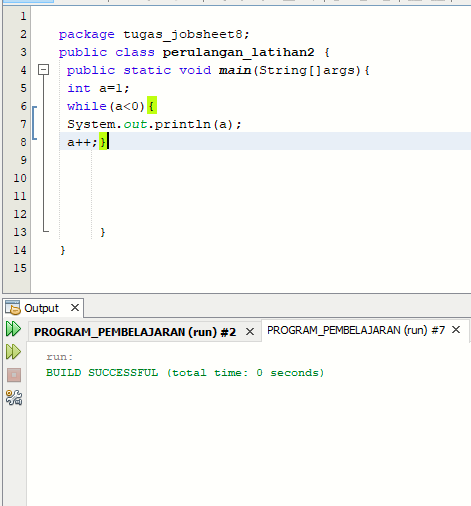 1
2 package tugas_jobsheet8;
3 public class perulangan_latihan2 {
4 public static void main(String[]args){
5 int a=1;
6 while(a<0){
7 System.out.println(a);
8 a++;}
9
10
11
12
13 }
14 }
15
Output X
PROGRAM_PEMBELAJARAN (run) #2 X PROGRAM_PEMBELAJARAN (run) #7 X
run:
BUILD SUCCESSFUL (total time: 0 seconds)